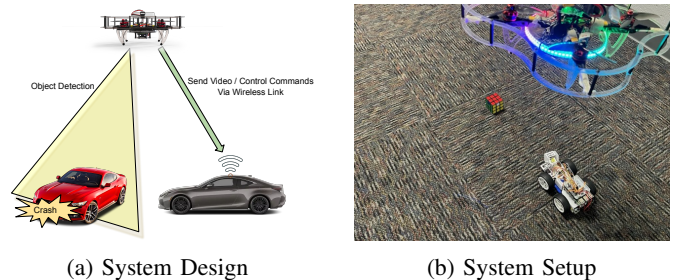 Object Detection
Send Video / Control Commands
Via Wireless Link
Crash
(a) System Design
(b) System Setup